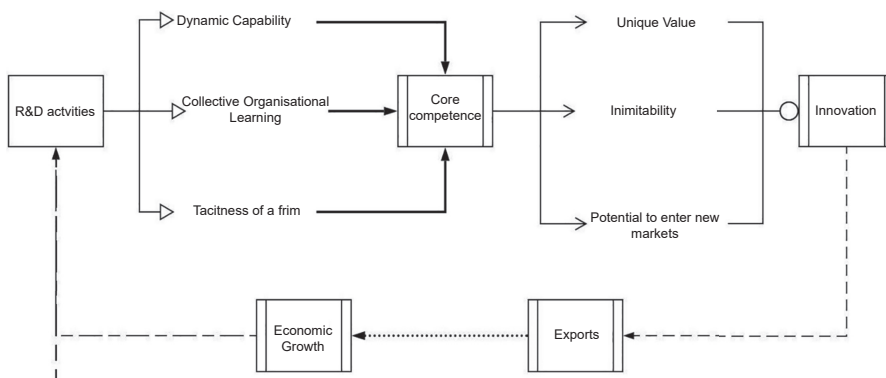 Dynamic Capability
Unique Value
R&D actvities
Collective Organisational
Learning
Core
competence
Inimitability
Innovation
Tacitness of a frim
Potential to enter new
markets
Economic
Growth
Exports